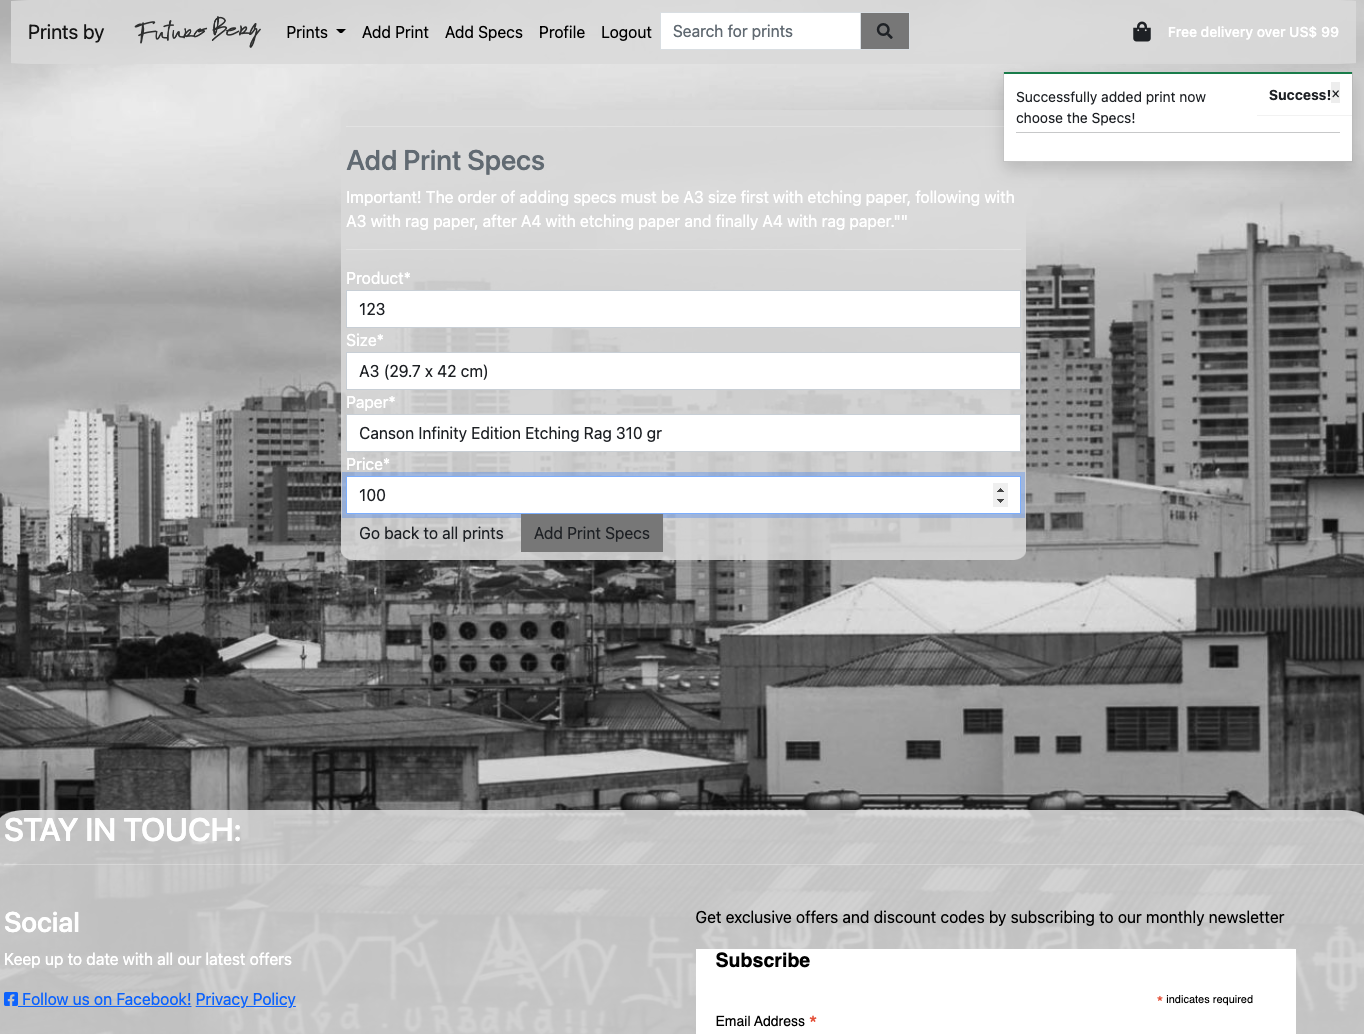 Prints by
Futuro Berg
Prints
Add Print
Add Specs
Profile
Logout
Search for prints
Free delivery over US$ 99
Successfully added print now
choose the Specs!
Success!×
Add Print Specs
Important! The order of adding specs must be A3 size first with etching paper, following with
A3 with rag paper, after A4 with etching paper and finally A4 with rag paper.""
Product*
123
Size*
A3 (29.7 x 42 cm)
Paper*
Canson Infinity Edition Etching Rag 310 gr
Price*
100
Go back to all prints
Add Print Specs
STAY IN TOUCH:
Social
Keep up to date with all our latest offers
Follow us on Facebook! Privacy Policy
Get exclusive offers and discount codes by subscribing to our monthly newsletter
Subscribe
* indicates required
Email Address *